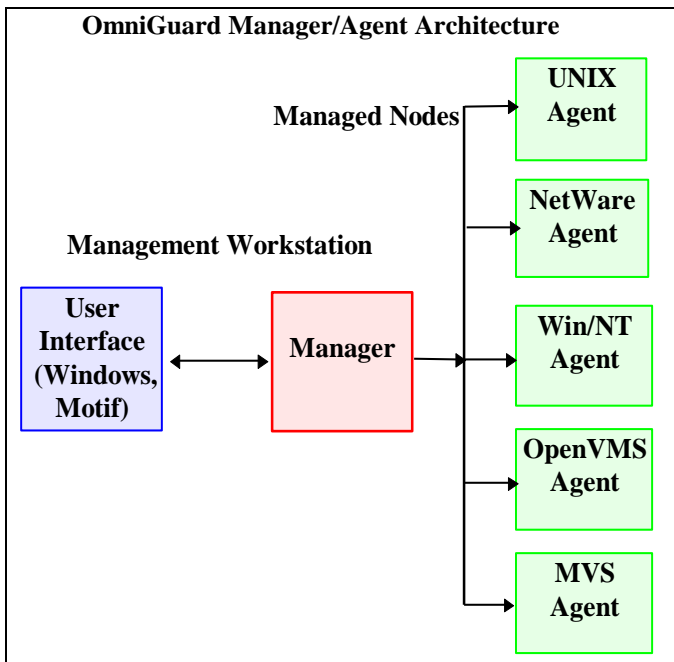 OmniGuard Manager/Agent Architecture
UNIX
Agent
Managed Nodes
NetWare
Agent
Management Workstation
User
Interface
(Windows,
Motif)
Manager
Win/NT
Agent
OpenVMS
Agent
MVS
Agent